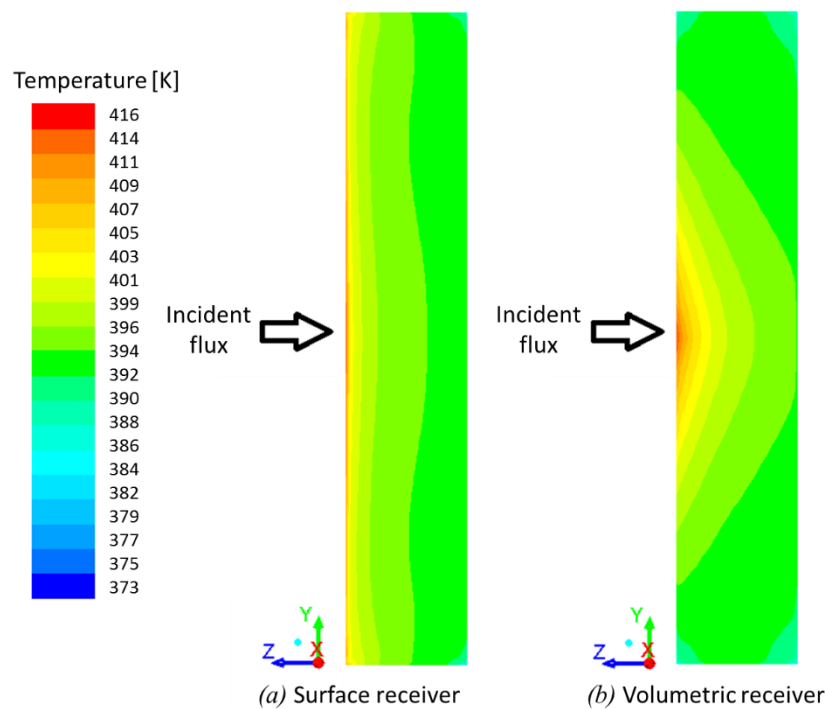 Temperature [K]
416
414
411
409
407
405
403
401
399
396
394
392
390
388
386
384
382
379
377
375
373
Incident
flux
Incident
flux
Y
Z
X
Y
Z
X
(a) Surface receiver
(b) Volumetric receiver